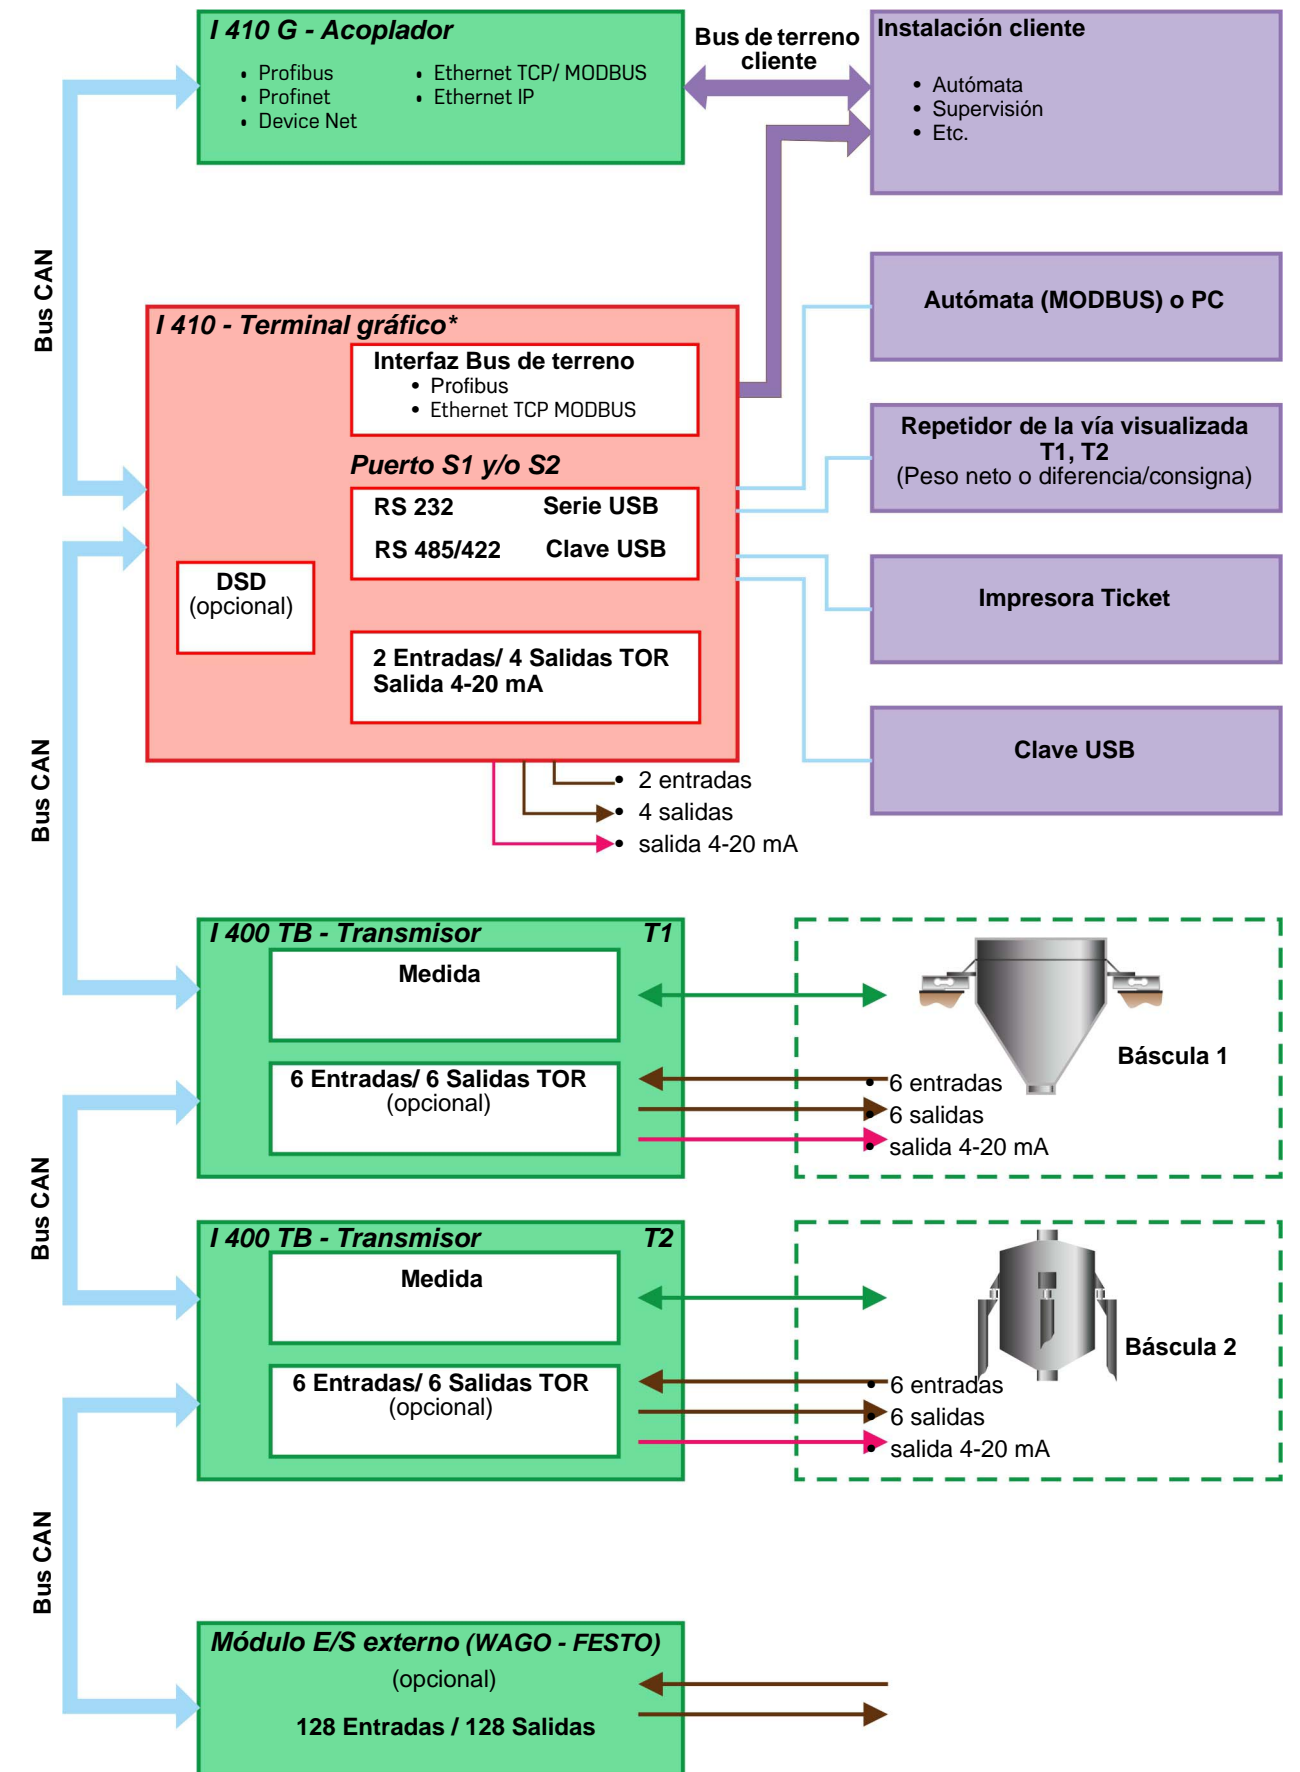 I 410 G - Acoplador
• Profibus
• Profinet
• Device Net
• Ethernet TCP/ MODBUS
• Ethernet IP
Bus de terreno
cliente
Instalación cliente
• Autómata
• Supervisión
• Etc.
Bus CAN
I 410 - Terminal gráfico*
Interfaz Bus de terreno
• Profibus
• Ethernet TCP MODBUS
Puerto S1 y/o S2
RS 232 Serie USB
RS 485/422 Clave USB
DSD
(opcional)
2 Entradas/ 4 Salidas TOR
Salida 4-20 mA
Autómata (MODBUS) o PC
Repetidor de la vía visualizada
T1, T2
(Peso neto o diferencia/consigna)
Impresora Ticket
Clave USB
• 2 entradas
• 4 salidas
• salida 4-20 mA
Bus CAN
I 400 TB - Transmisor T1
Medida
6 Entradas/ 6 Salidas TOR
(opcional)
Báscula 1
• 6 entradas
• 6 salidas
• salida 4-20 mA
Bus CAN
I 400 TB - Transmisor T2
Medida
6 Entradas/ 6 Salidas TOR
(opcional)
Báscula 2
• 6 entradas
• 6 salidas
• salida 4-20 mA
Bus CAN
Módulo E/S externo (WAGO - FESTO)
(opcional)
128 Entradas / 128 Salidas